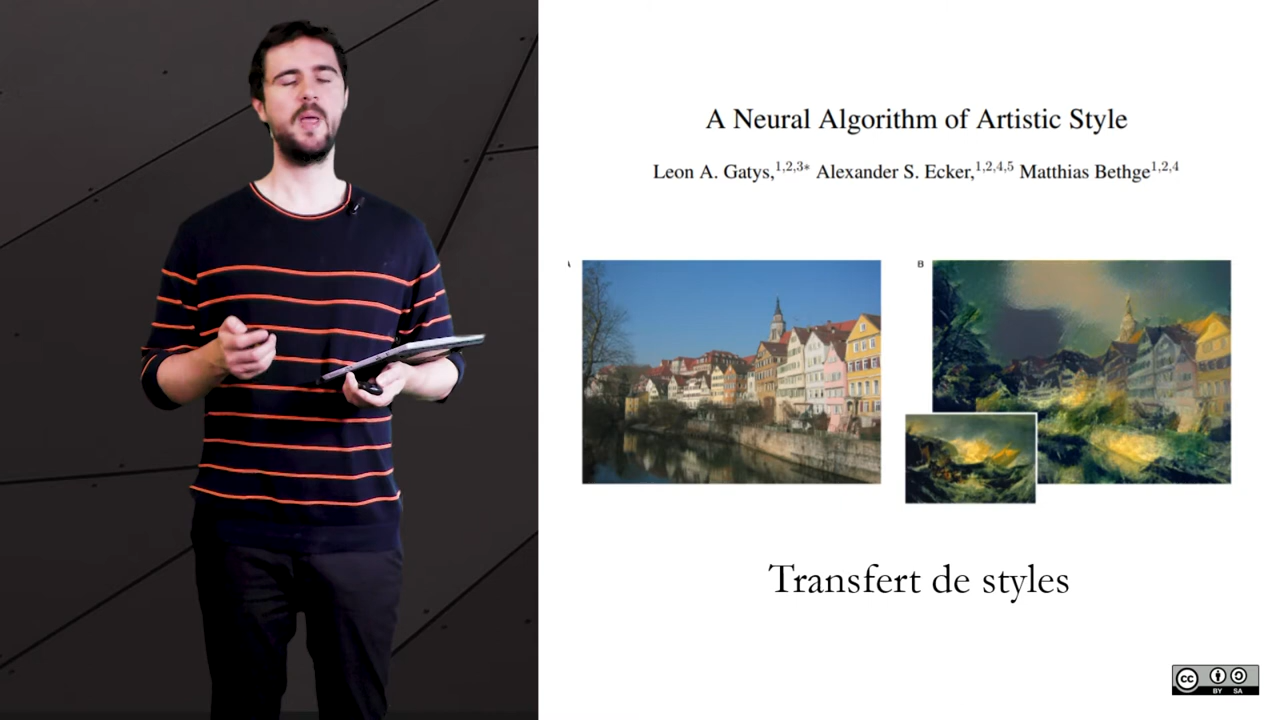 A Neural Algorithm of Artistic Style
Leon A. Gatys,1,2,3* Alexander S. Ecker,1,2,4,5 Matthias Bethge1,2,4
B
Transfert de styles
CC
BY SA